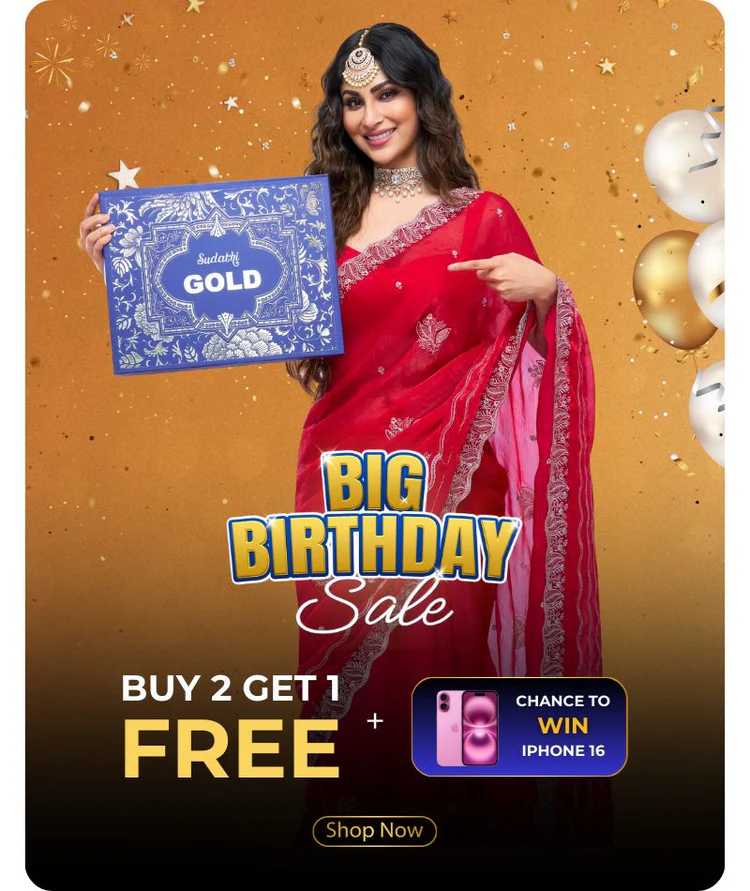 Sudathi
GOLD
BIG
BIRTHDAY
Sale
BUY 2 GET 1
FREE
+
CHANCE TO
WIN
IPHONE 16
Shop Now